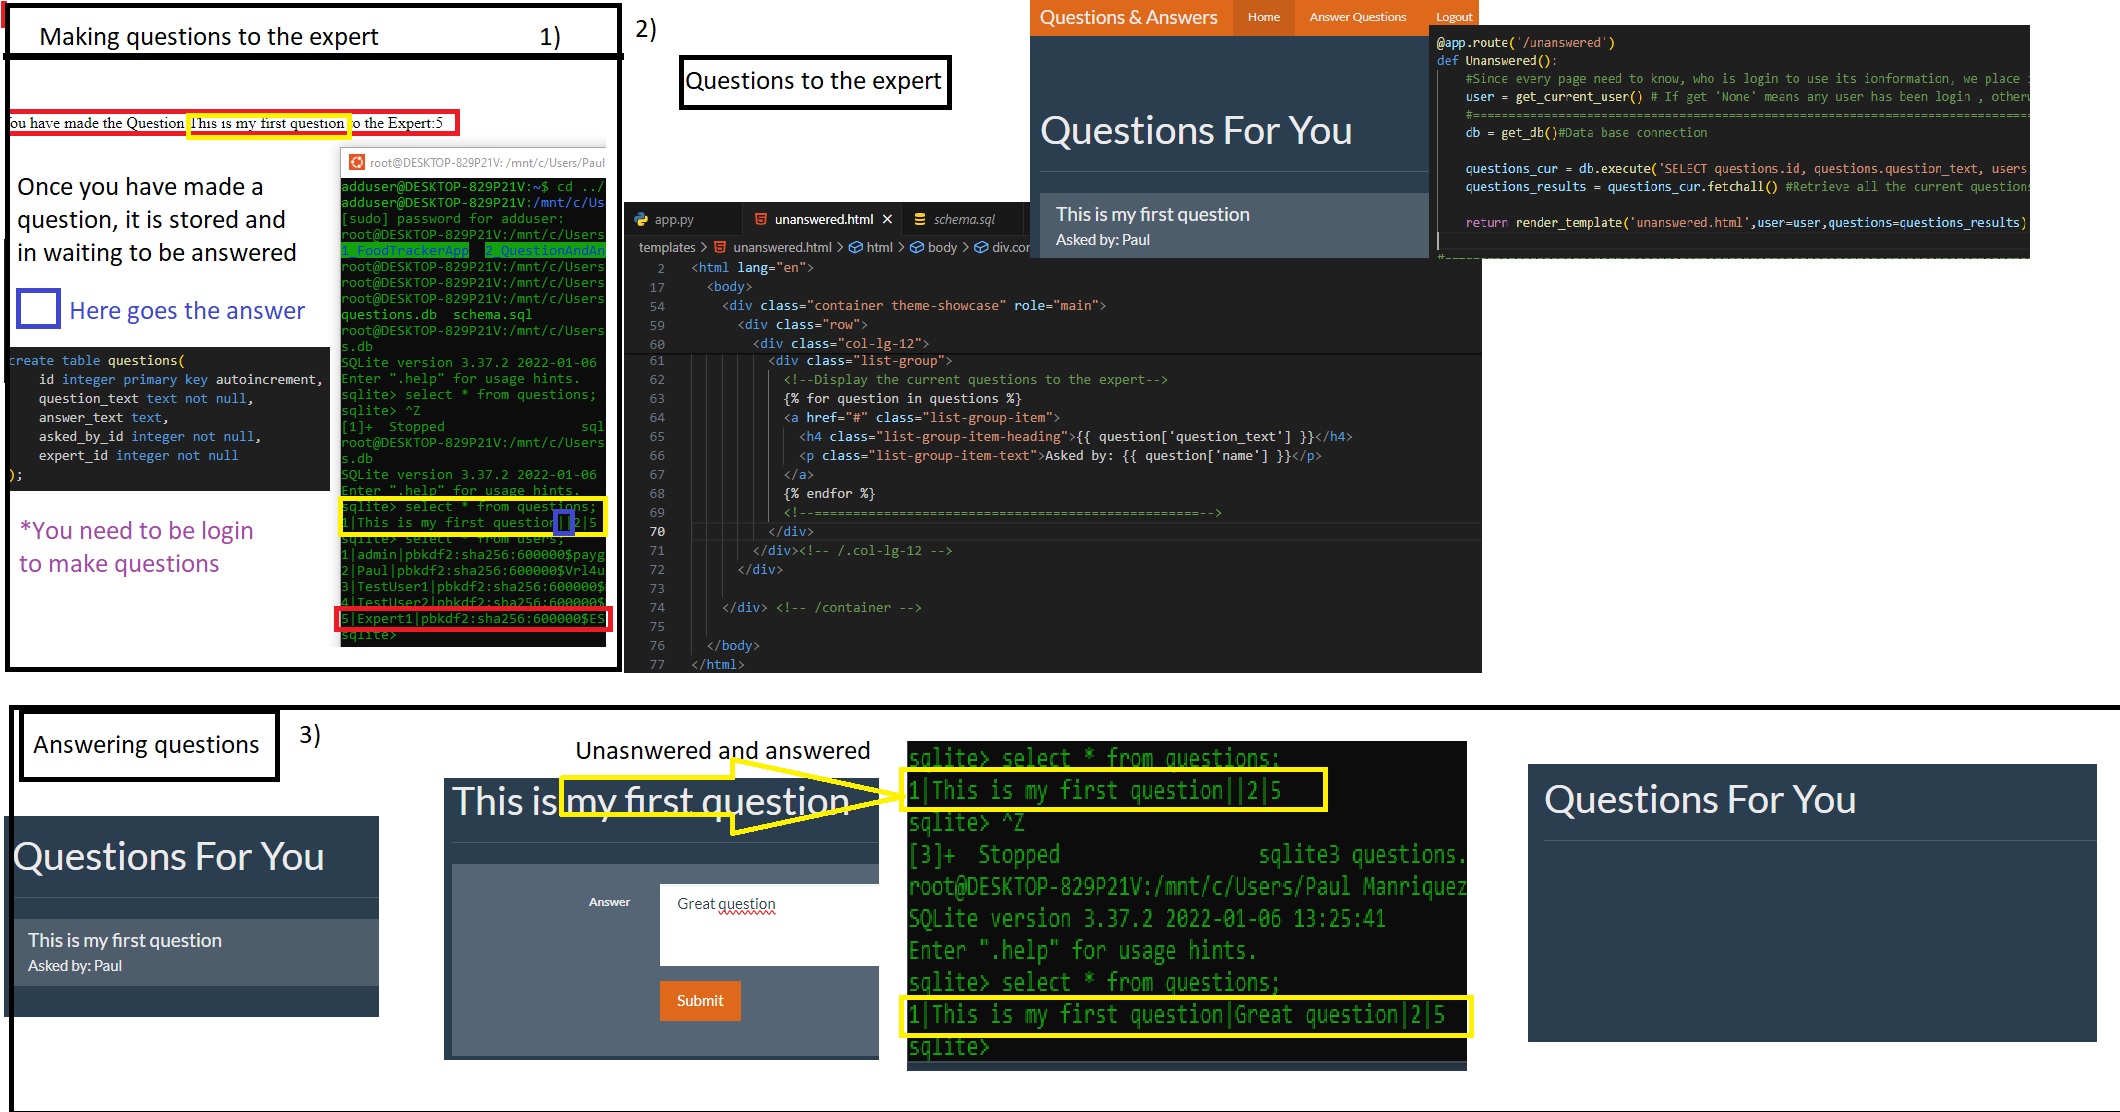 Making questions to the expert
1)
ou have made the Question This is my first question to the Expert:5
Once you have made a
question, it is stored and
in waiting to be answered
Here goes the answer
create table questions(
id integer primary key autoincrement,
question_text text not null,
answer_text text,
asked_by_id integer not null,
expert_id integer not null
);
*You need to be login
to make questions
root@DESKTOP-829P21V: /mnt/c/Users/Paul
adduser@DESKTOP-829P21V:~$ cd ../
adduser@DESKTOP-829P21V:/mnt/c/Us
[sudo] password for adduser:
root@DESKTOP-829P21V:/mnt/c/Users
1_FoodTrackerApp 2_QuestionAndAn
root@DESKTOP-829P21V:/mnt/c/Users
root@DESKTOP-829P21V:/mnt/c/Users
root@DESKTOP-829P21V:/mnt/c/Users
questions.db schema.sql
root@DESKTOP-829P21V:/mnt/c/Users
s.db
SQLite version 3.37.2 2022-01-06
Enter ".help" for usage hints.
sqlite> select * from questions;
sqlite> ^Z
[1]+ Stopped sql
root@DESKTOP-829P21V:/mnt/c/Users
s.db
SQLite version 3.37.2 2022-01-06
Enter ".help" for usage hints.
sqlite> select * from questions;
1|This is my first question||2|5
sqlite> select * from users;
1|admin|pbkdf2:sha256:600000$payg
2|Paul|pbkdf2:sha256:600000$Vrl4u
3|TestUser1|pbkdf2:sha256:600000$
4|TestUser2|pbkdf2:sha256:600000$
5|Expert1|pbkdf2:sha256:600000$ES
sqlite>
2)
Questions to the expert
app.py unanswered.html schema.sql
templates > unanswered.html > html > body > div.cor
2 <html lang="en">
17 <body>
54 <div class="container theme-showcase" role="main">
59 <div class="row">
60 <div class="col-lg-12">
61 <div class="list-group">
62 <!--Display the current questions to the expert-->
63 {% for question in questions %}
64 <a href="#" class="list-group-item">
65 <h4 class="list-group-item-heading">{{ question['question_text'] }}</h4>
66 <p class="list-group-item-text">Asked by: {{ question['name'] }}</p>
67 </a>
68 {% endfor %}
69 <!--=================================================-->
70 </div>
71 </div><!-- /.col-lg-12 -->
72 </div>
73
74 </div> <!-- /container -->
75
76 </body>
77 </html>
Questions & Answers Home Answer Questions Logout
Questions For You
This is my first question
Asked by: Paul
@app.route('/unanswered')
def Unanswered():
#Since every page need to know, who is login to use its ionformation, we place
user = get_current_user() # If get 'None' means any user has been login , otherw
#====================================================================
db = get_db()#Data base connection
questions_cur = db.execute('SELECT questions.id, questions.question_text, users
questions_results = questions_cur.fetchall() #Retrieve all the current questions
return render_template('unanswered.html',user=user,questions=questions_results)
Answering questions
3)
Questions For You
This is my first question
Asked by: Paul
Unasnwered and answered
This is my first question
Answer
Great question
Submit
sqlite> select * from questions;
1|This is my first question||2|5
sqlite> ^Z
[3]+ Stopped sqlite3 questions.
root@DESKTOP-829P21V:/mnt/c/Users/Paul Manriquez
SQLite version 3.37.2 2022-01-06 13:25:41
Enter ".help" for usage hints.
sqlite> select * from questions;
1|This is my first question|Great question|2|5
sqlite>
Questions For You